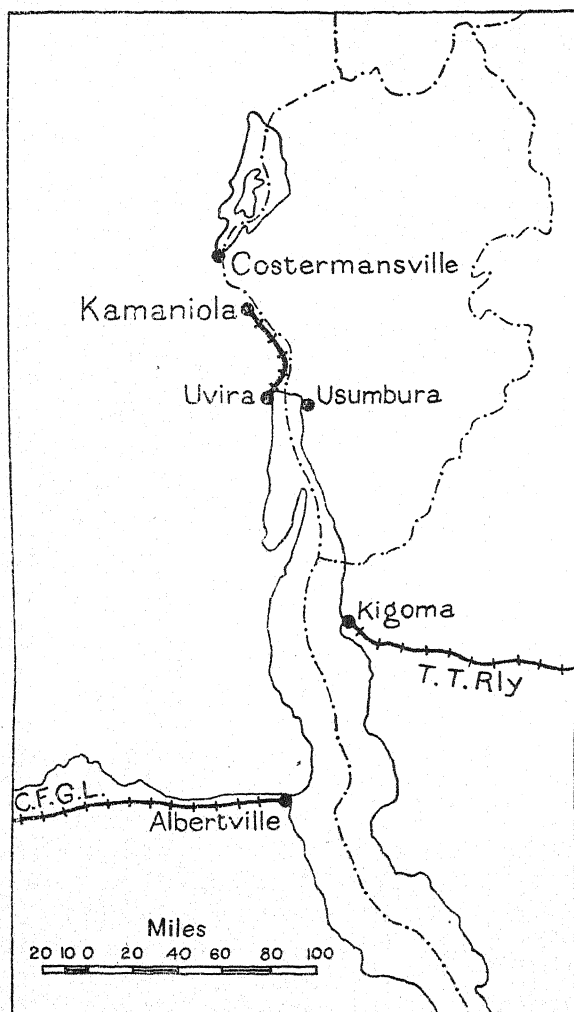 Costermansville
Kamaniola
Uvira
Usumbura
Kigoma
T. T. Rly
C.F.G.L.
Albertville
Miles
20 10 0 20 40 60 80 100